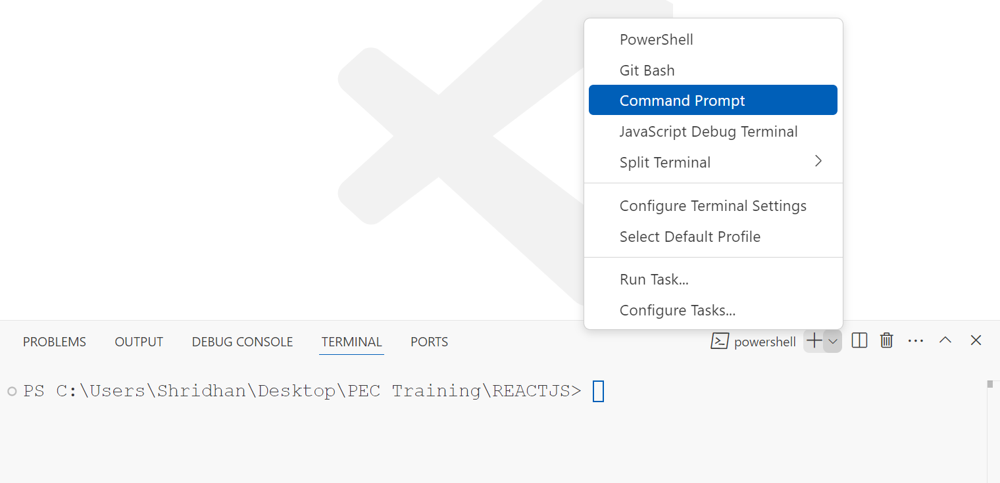 PowerShell
Git Bash
Command Prompt
JavaScript Debug Terminal
Split Terminal
Configure Terminal Settings
Select Default Profile
Run Task...
Configure Tasks...
PROBLEMS OUTPUT DEBUG CONSOLE TERMINAL PORTS powershell
PS C:\Users\Shridhan\Desktop\PEC Training\REACTJS>